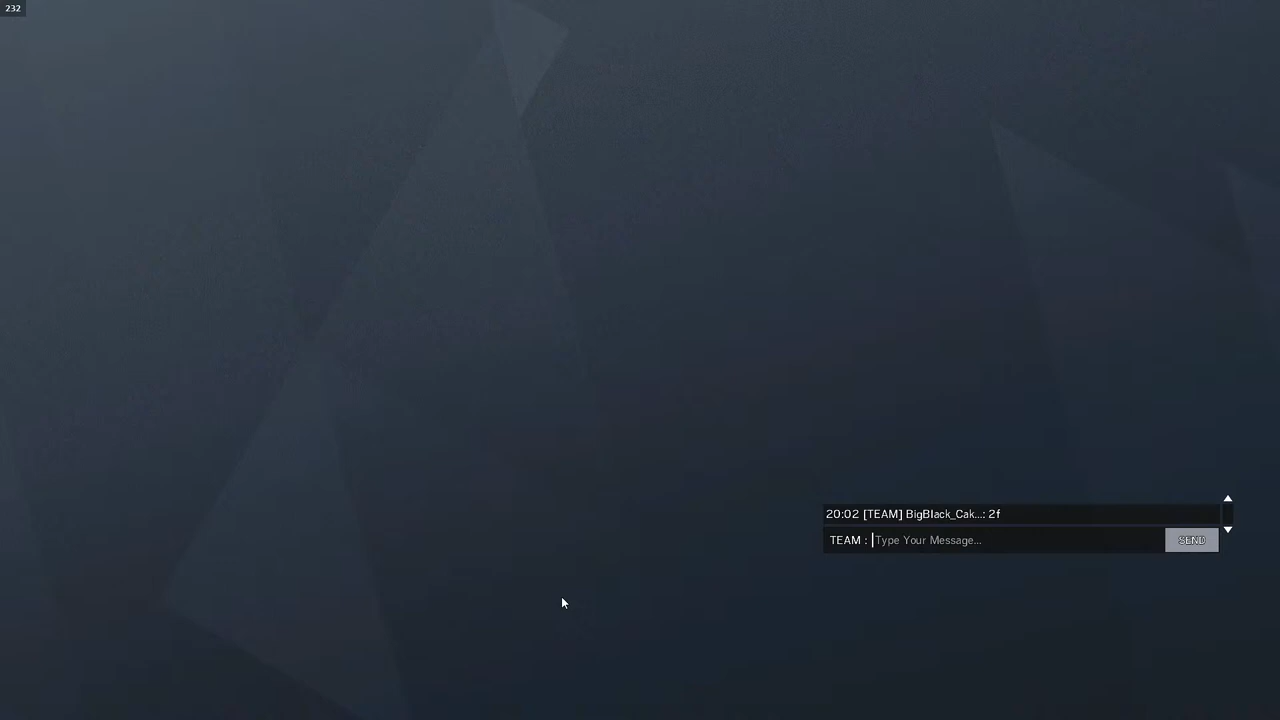 232
20:02 [TEAM] BigBlack_Cak...: 2f
TEAM : Type Your Message...
SEND